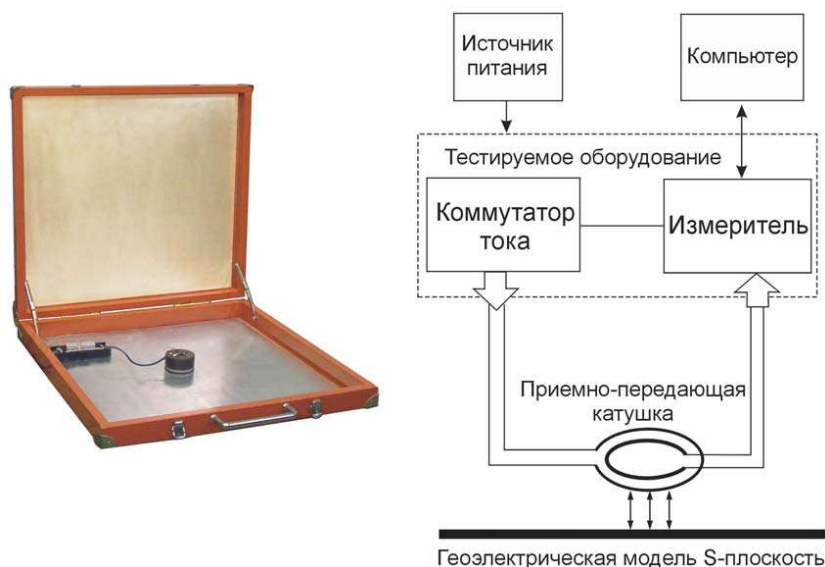 Источник
питания
Компьютер
Тестируемое оборудование
Коммутатор
тока
Измеритель
Приемно-передающая
катушка
Геоэлектрическая модель S-плоскость